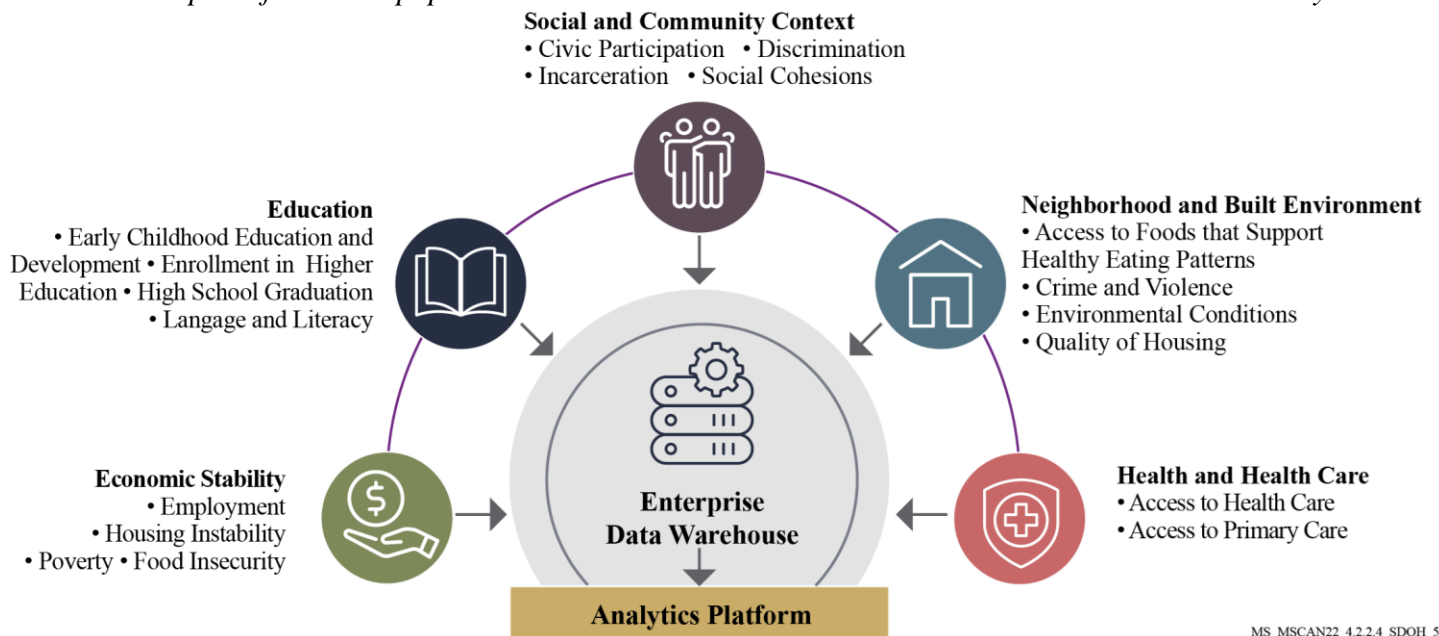 Social and Community Context
• Civic Participation • Discrimination
• Incarceration • Social Cohesions
Education
• Early Childhood Education and
Development • Enrollment in Higher
Education • High School Graduation
• Langage and Literacy
Neighborhood and Built Environment
• Access to Foods that Support
Healthy Eating Patterns
• Crime and Violence
• Environmental Conditions
• Quality of Housing
Economic Stability
• Employment
• Housing Instability
• Poverty • Food Insecurity
$
Enterprise
Data Warehouse
Health and Health Care
• Access to Health Care
• Access to Primary Care
Analytics Platform
MS_MSCAN22_4.2.2.4_SDOH_5